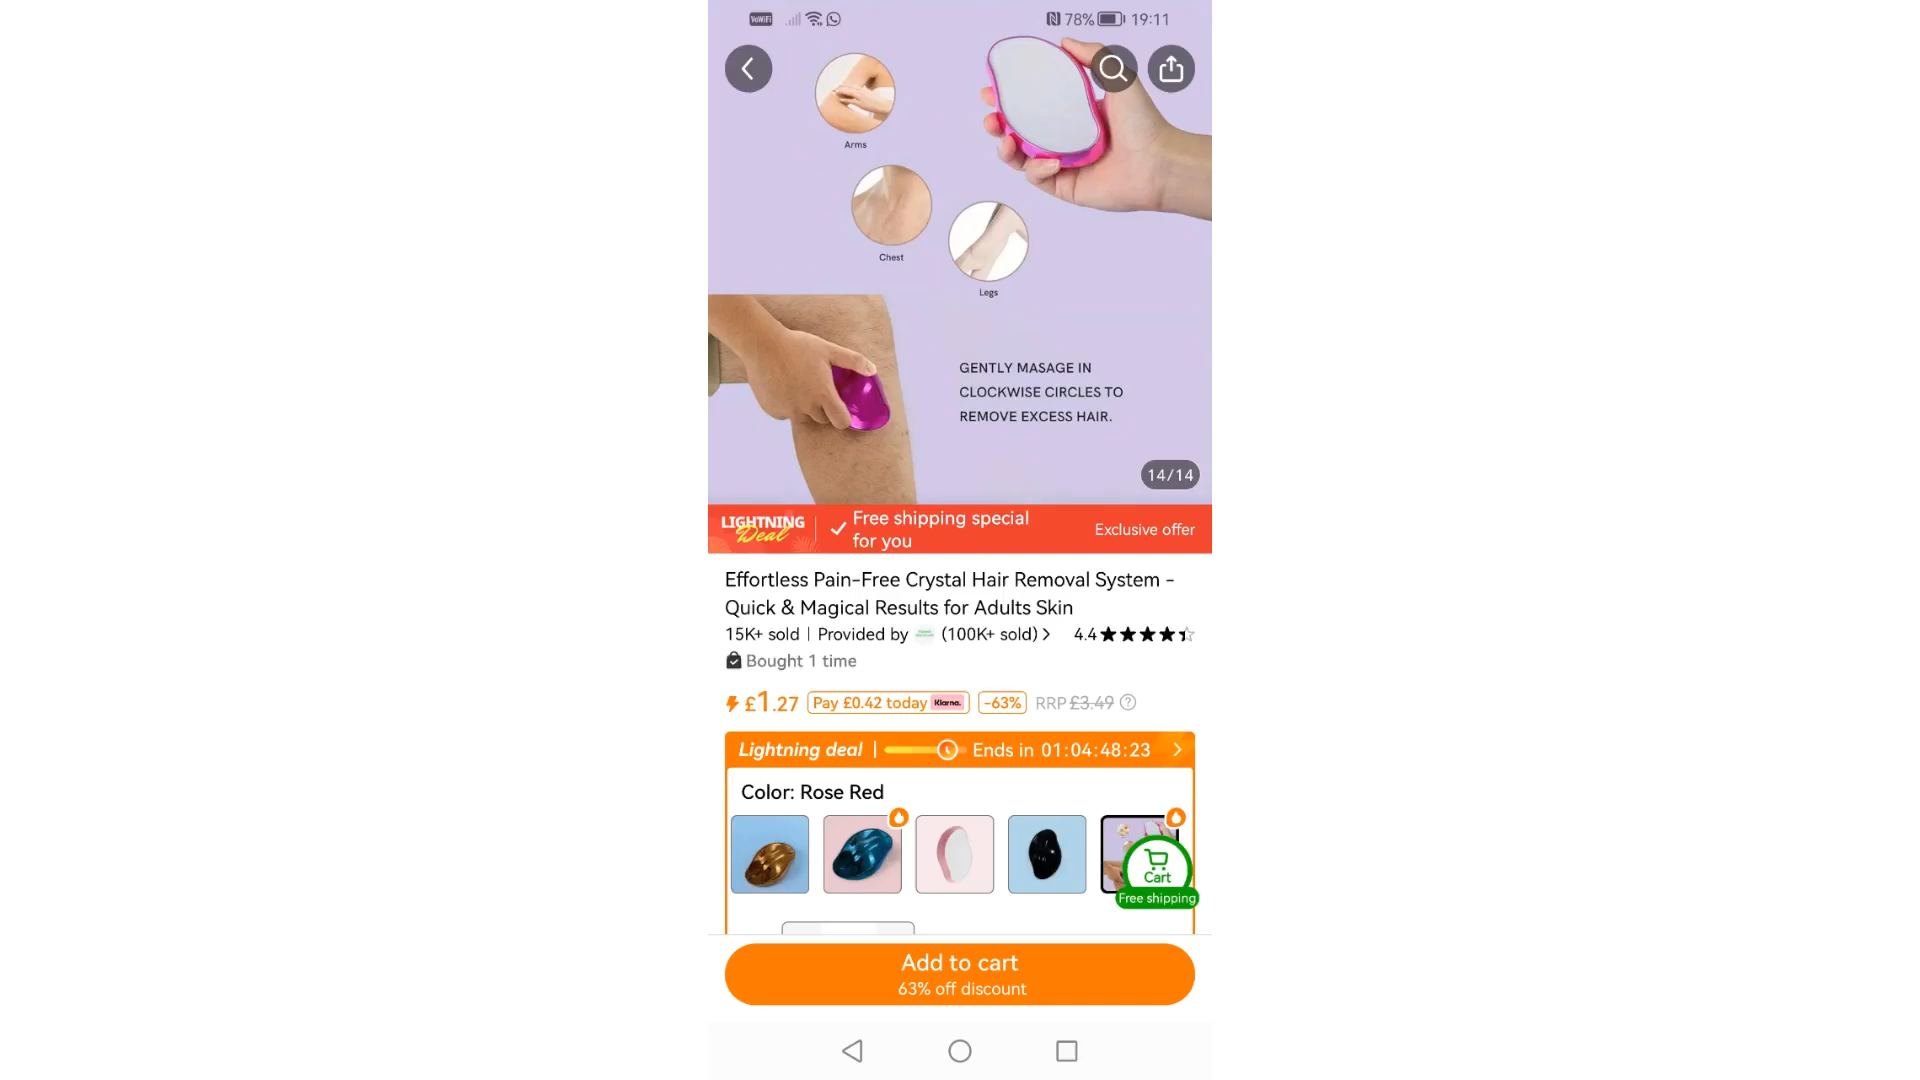 VoWiFi
78%
19:11
Arms
Chest
Legs
GENTLY MASAGE IN
CLOCKWISE CIRCLES TO
REMOVE EXCESS HAIR.
14/14
LIGHTNING
Deal
Free shipping special
for you
Exclusive offer
Effortless Pain-Free Crystal Hair Removal System -
Quick & Magical Results for Adults Skin
15K+ sold | Provided by (100K+ sold) > 4.4
Bought 1 time
£1.27 Pay £0.42 today Klarna. -63% RRP £3.49 ?
Lightning deal | Ends in 01:04:48:23 >
Color: Rose Red
Cart
Free shipping
Add to cart
63% off discount